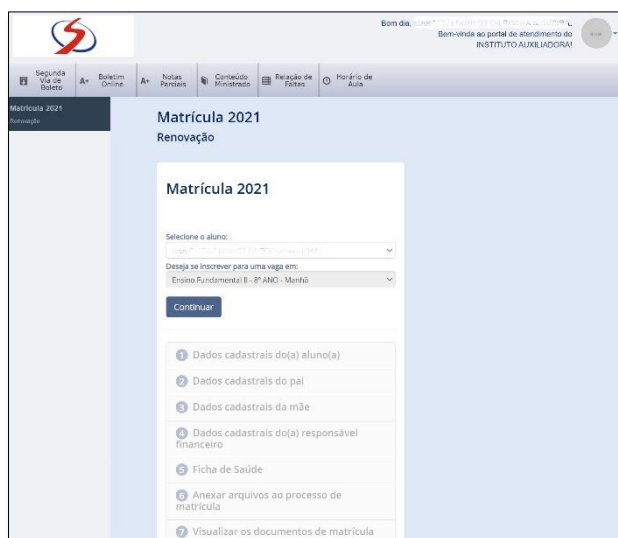 Bom dia,
Bem-vinda ao portal de atendimento do
INSTITUTO AUXILIADORA!
Segunda Via de Boleto
A+ Boletim Online
A+ Notas Parciais
Conteúdo Ministrado
Relação de Faltas
Horário de Aula
Matrícula 2021
Renovação
Matrícula 2021
Renovação
Matrícula 2021
Selecione o aluno:
Deseja se inscrever para uma vaga em:
Ensino Fundamental II - 8º ANO - Manhã
Continuar
1 Dados cadastrais do(a) aluno(a)
2 Dados cadastrais do pai
3 Dados cadastrais da mãe
4 Dados cadastrais do(a) responsável
financeiro
5 Ficha de Saúde
6 Anexar arquivos ao processo de
matrícula
7 Visualizar os documentos de matrícula